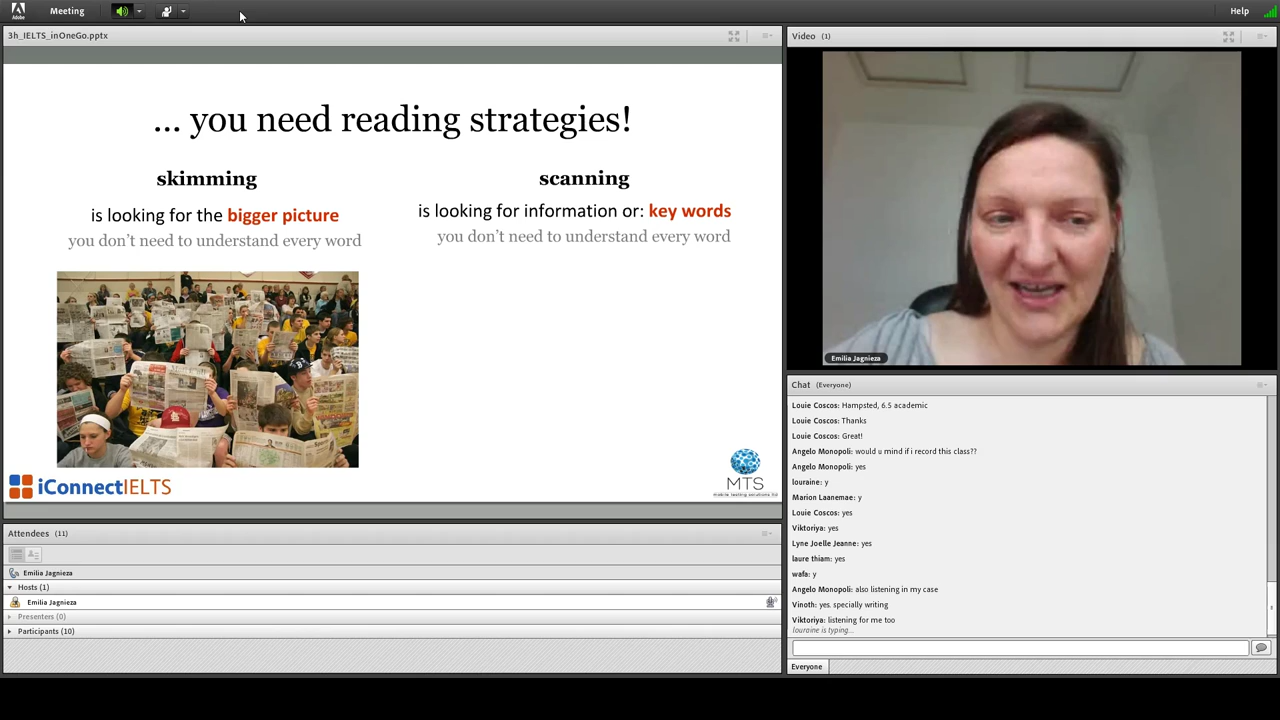 Adobe
Meeting
Help
3h_IELTS_inOneGo.pptx
... you need reading strategies!
skimming
is looking for the bigger picture
you don't need to understand every word
scanning
is looking for information or: key words
you don't need to understand every word
iConnectIELTS
MTS
mobile testing solutions ltd
Attendees (11)
Emilia Jagnieza
Hosts (1)
Emilia Jagnieza
Presenters (0)
Participants (10)
Video (1)
Emilia Jagnieza
Chat (Everyone)
Louie Coscos: Hampsted, 6.5 academic
Louie Coscos: Thanks
Louie Coscos: Great!
Angelo Monopoli: would u mind if i record this class??
Angelo Monopoli: yes
louraine: y
Marion Laanemae: y
Louie Coscos: yes
Viktoriya: yes
Lyne Joelle Jeanne: yes
laure thiam: yes
wafa: y
Angelo Monopoli: also listening in my case
Vinoth: yes. specially writing
Viktoriya: listening for me too
louraine is typing...
Everyone